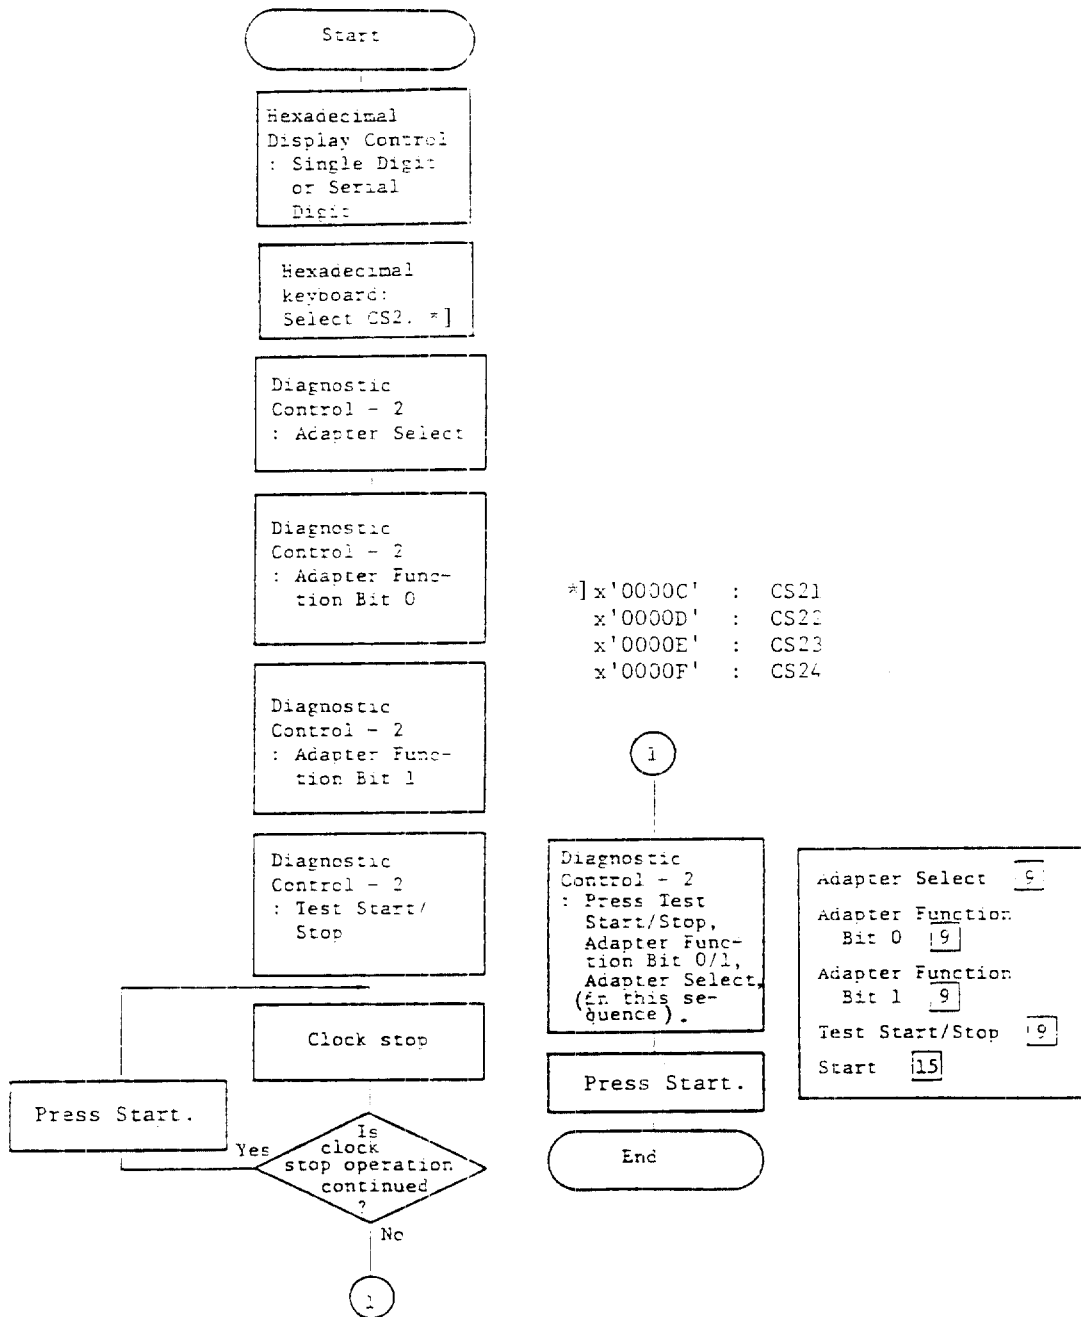 Start
Hexadecimal
Display Control
: Single Digit
or Serial
Digit
Hexadecimal
keyboard:
Select CS2. *]
Diagnostic
Control - 2
: Adapter Select
Diagnostic
Control - 2
: Adapter Func-
tion Bit 0
Diagnostic
Control - 2
: Adapter Func-
tion Bit 1
Diagnostic
Control - 2
: Test Start/
Stop
Clock stop
Press Start.
Is
clock
stop operation
continued
?
Yes
No
1
*] x'0000C' : CS21
x'0000D' : CS22
x'0000E' : CS23
x'0000F' : CS24
1
Diagnostic
Control - 2
: Press Test
Start/Stop,
Adapter Func-
tion Bit 0/1,
Adapter Select,
(in this se-
quence).
Press Start.
End
Adapter Select 9
Adapter Function
Bit 0 9
Adapter Function
Bit 1 9
Test Start/Stop 9
Start 15